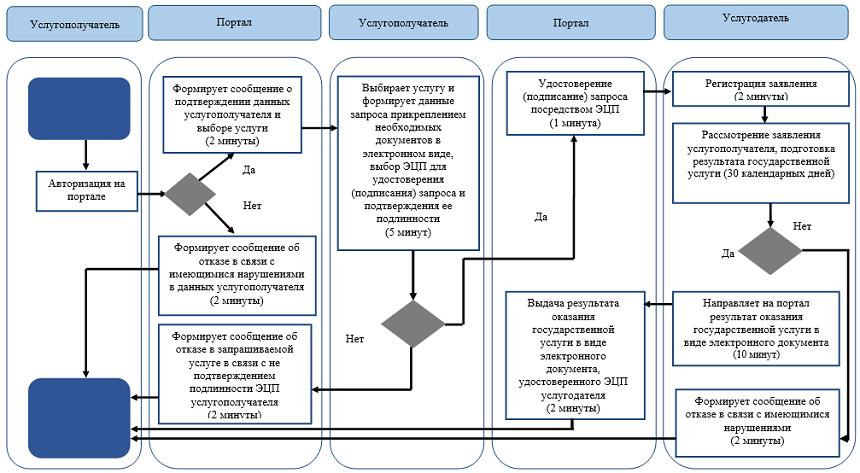 Услугополучатель
Портал
Услугополучатель
Портал
Услугодатель
Формирует сообщение о
подтверждении данных
услугополучателя и
выборе услуги
(2 минуты)
Авторизация на
портале
Да
Нет
Формирует сообщение об
отказе в связи с
имеющимися нарушениями
в данных услугополучателя
(2 минуты)
Формирует сообщение об
отказе в запрашиваемой
услуге в связи с не
подтверждением
подлинности ЭЦП
услугополучателя
(2 минуты)
Выбирает услугу и
формирует данные
запроса прикреплением
необходимых
документов в
электронном виде,
выбор ЭЦП для
удостоверения
(подписания) запроса и
подтверждения ее
подлинности
(5 минут)
Нет
Да
Удостоверение
(подписание) запроса
посредством ЭЦП
(1 минута)
Выдача результата
оказания
государственной
услуги в виде
электронного
документа,
удостоверенного ЭЦП
услугодателя
(2 минуты)
Регистрация заявления
(2 минуты)
Рассмотрение заявления
услугополучателя, подготовка
результата государственной
услуги (30 календарных дней)
Нет
Да
Направляет на портал
результат оказания
государственной услуги в
виде электронного документа
(10 минут)
Формирует сообщение об
отказе в связи с имеющимися
нарушениями
(2 минуты)